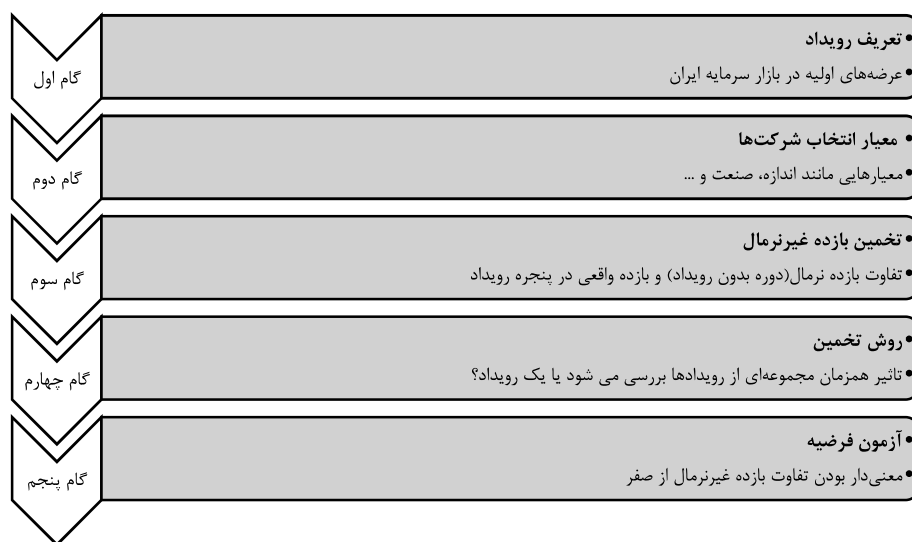 گام اول
•تعریف رویداد
•عرضه‌های اولیه در بازار سرمایه ایران
گام دوم
• معیار انتخاب شرکت‌ها
•معیارهایی مانند اندازه، صنعت و ...
گام سوم
•تخمین بازده غیرنرمال
•تفاوت بازده نرمال(دوره بدون رویداد) و بازده واقعی در پنجره رویداد
گام چهارم
•روش تخمین
•تاثیر همزمان مجموعه‌ای از رویدادها بررسی می شود یا یک رویداد؟
گام پنجم
•آزمون فرضیه
•معنی‌دار بودن تفاوت بازده غیرنرمال از صفر